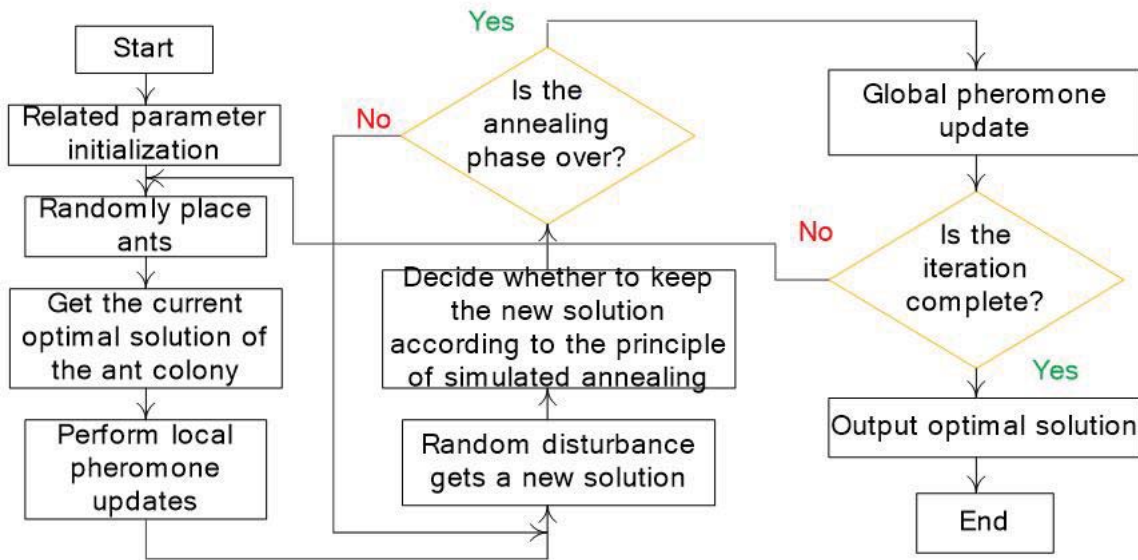 Start
Related parameter
initialization
Randomly place
ants
Get the current
optimal solution of
the ant colony
Perform local
pheromone
updates
Yes
No
Is the
annealing
phase over?
Decide whether to keep
the new solution
according to the principle
of simulated annealing
Random disturbance
gets a new solution
Global pheromone
update
No
Is the
iteration
complete?
Yes
Output optimal solution
End